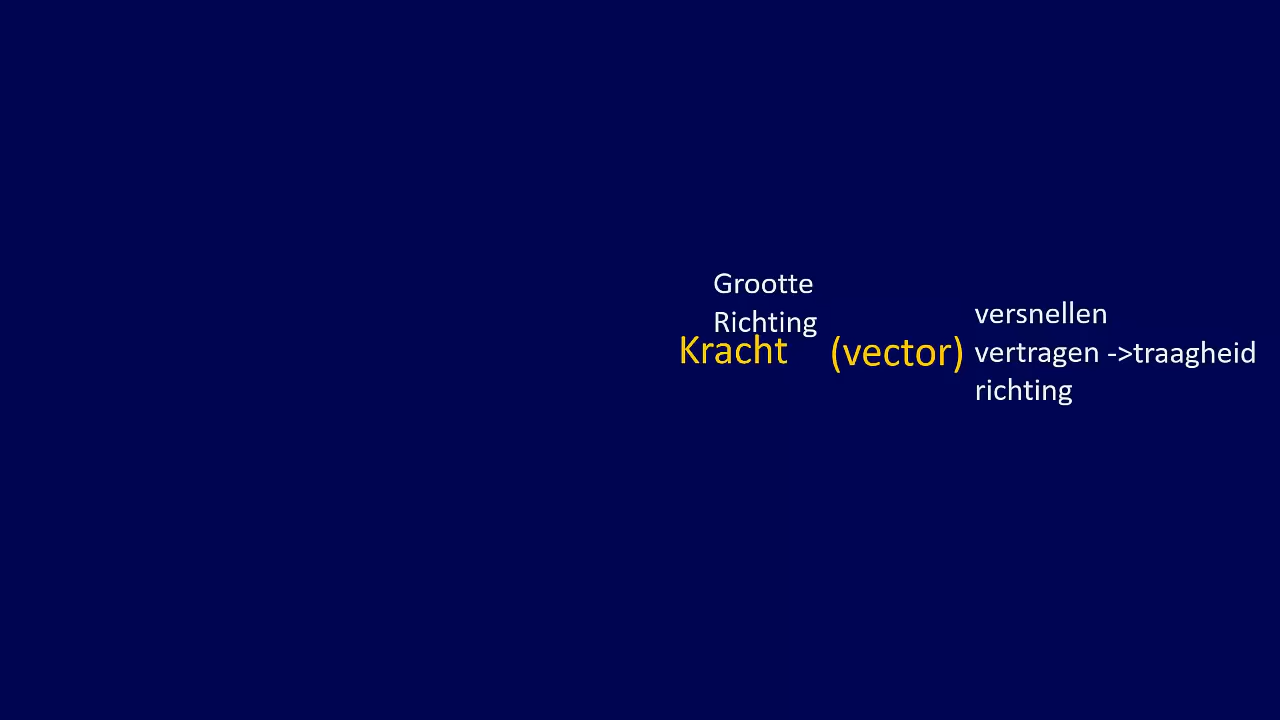 Grootte
Richting
Kracht (vector)
versnellen
vertragen ->traagheid
richting